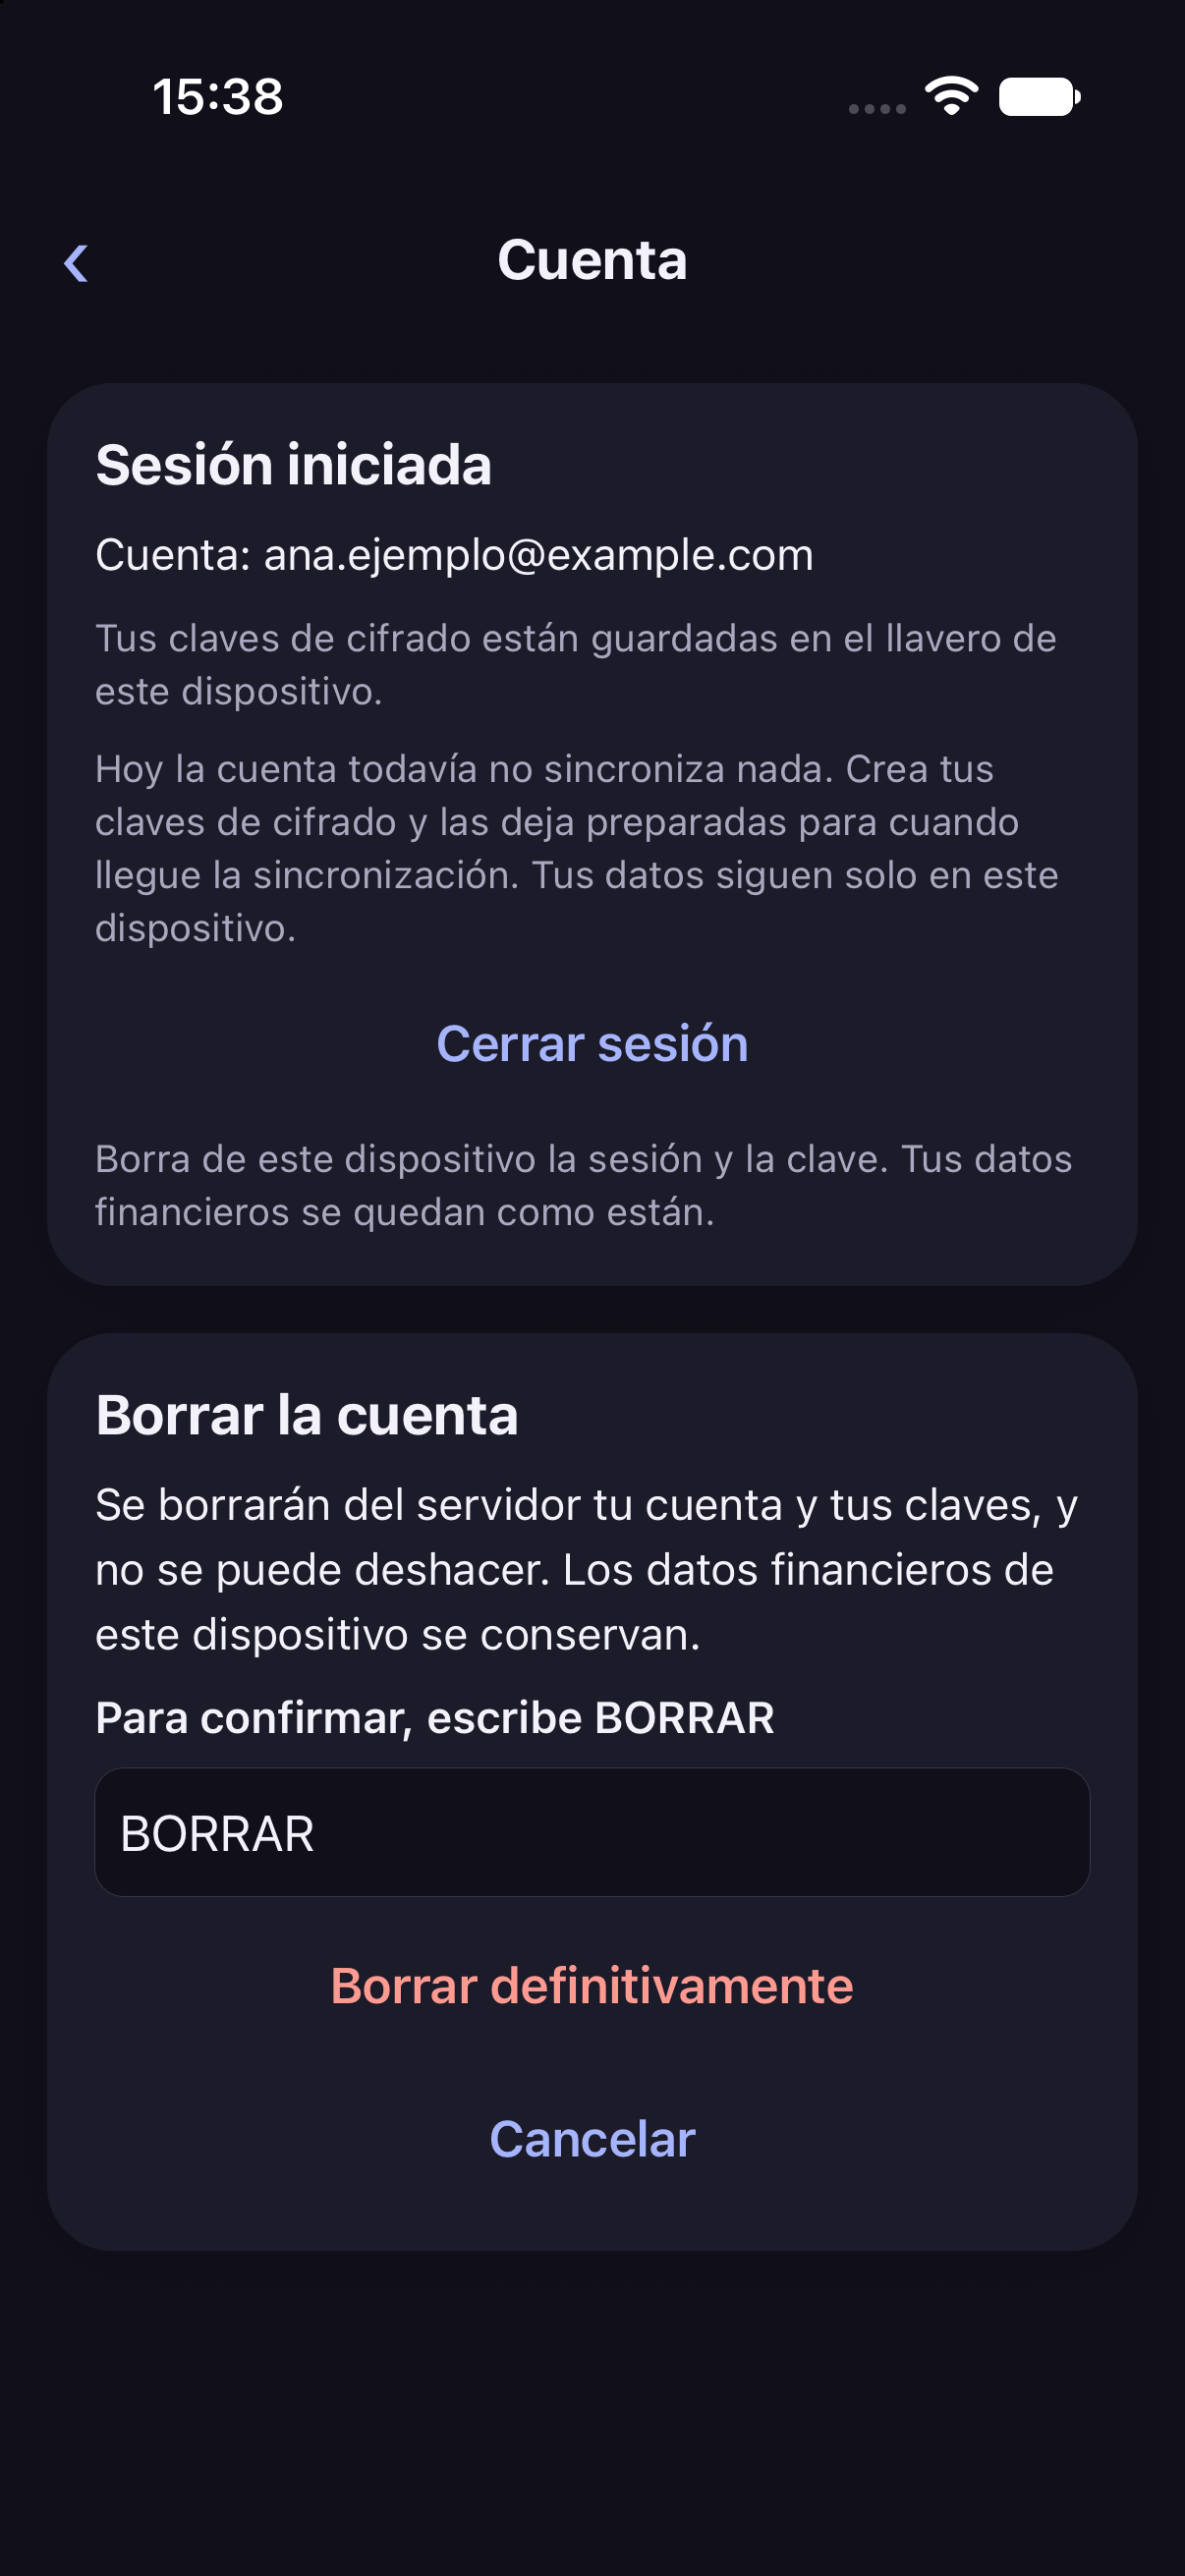 15:38
Cuenta
Sesión iniciada
Cuenta: ana.ejemplo@example.com
Tus claves de cifrado están guardadas en el llavero de
este dispositivo.
Hoy la cuenta todavía no sincroniza nada. Crea tus
claves de cifrado y las deja preparadas para cuando
llegue la sincronización. Tus datos siguen solo en este
dispositivo.
Cerrar sesión
Borra de este dispositivo la sesión y la clave. Tus datos
financieros se quedan como están.
Borrar la cuenta
Se borrarán del servidor tu cuenta y tus claves, y
no se puede deshacer. Los datos financieros de
este dispositivo se conservan.
Para confirmar, escribe BORRAR
BORRAR
Borrar definitivamente
Cancelar